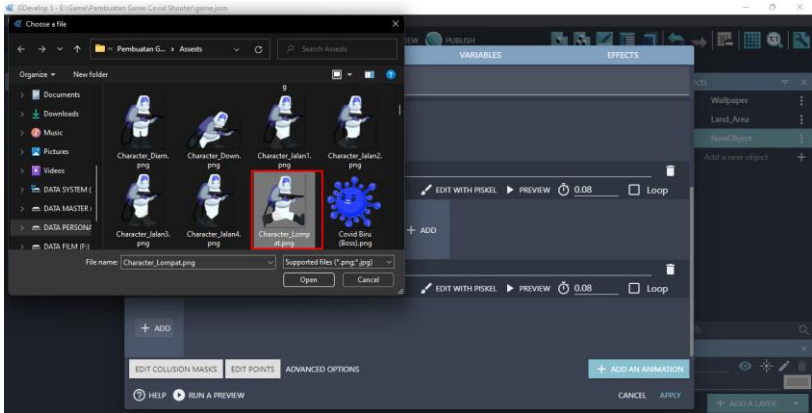 GDevelop 5 - E:\Game\Pembuatan Game Covid Shooter\game.json
Choose a file
Pembuatan G... > Assests
Search Assests
Organize
New folder
Documents
Downloads
Music
Pictures
Videos
DATA SYSTEM (
DATA MASTER
DATA PERSONA
DATA FILM (F:)
g
Character_Diam.
png
Character_Down.
png
Character_Jalan1.
png
Character_Jalan2.
png
Character_Jalan3.
png
Character_Jalan4.
png
Character_Lomp
at.png
Covid Biru
(Boss).png
File name: Character_Lompat.png
Supported files (*.png;*.jpg)
Open Cancel
PUBLISH
VARIABLES EFFECTS
EDIT WITH PISKEL PREVIEW 0.08 Loop
+ ADD
EDIT WITH PISKEL PREVIEW 0.08 Loop
+ ADD
EDIT COLLISION MASKS EDIT POINTS ADVANCED OPTIONS + ADD AN ANIMATION
HELP RUN A PREVIEW CANCEL APPLY
Wallpaper
Land_Area
NewObject
Add a new object +
+ ADD A LAYER